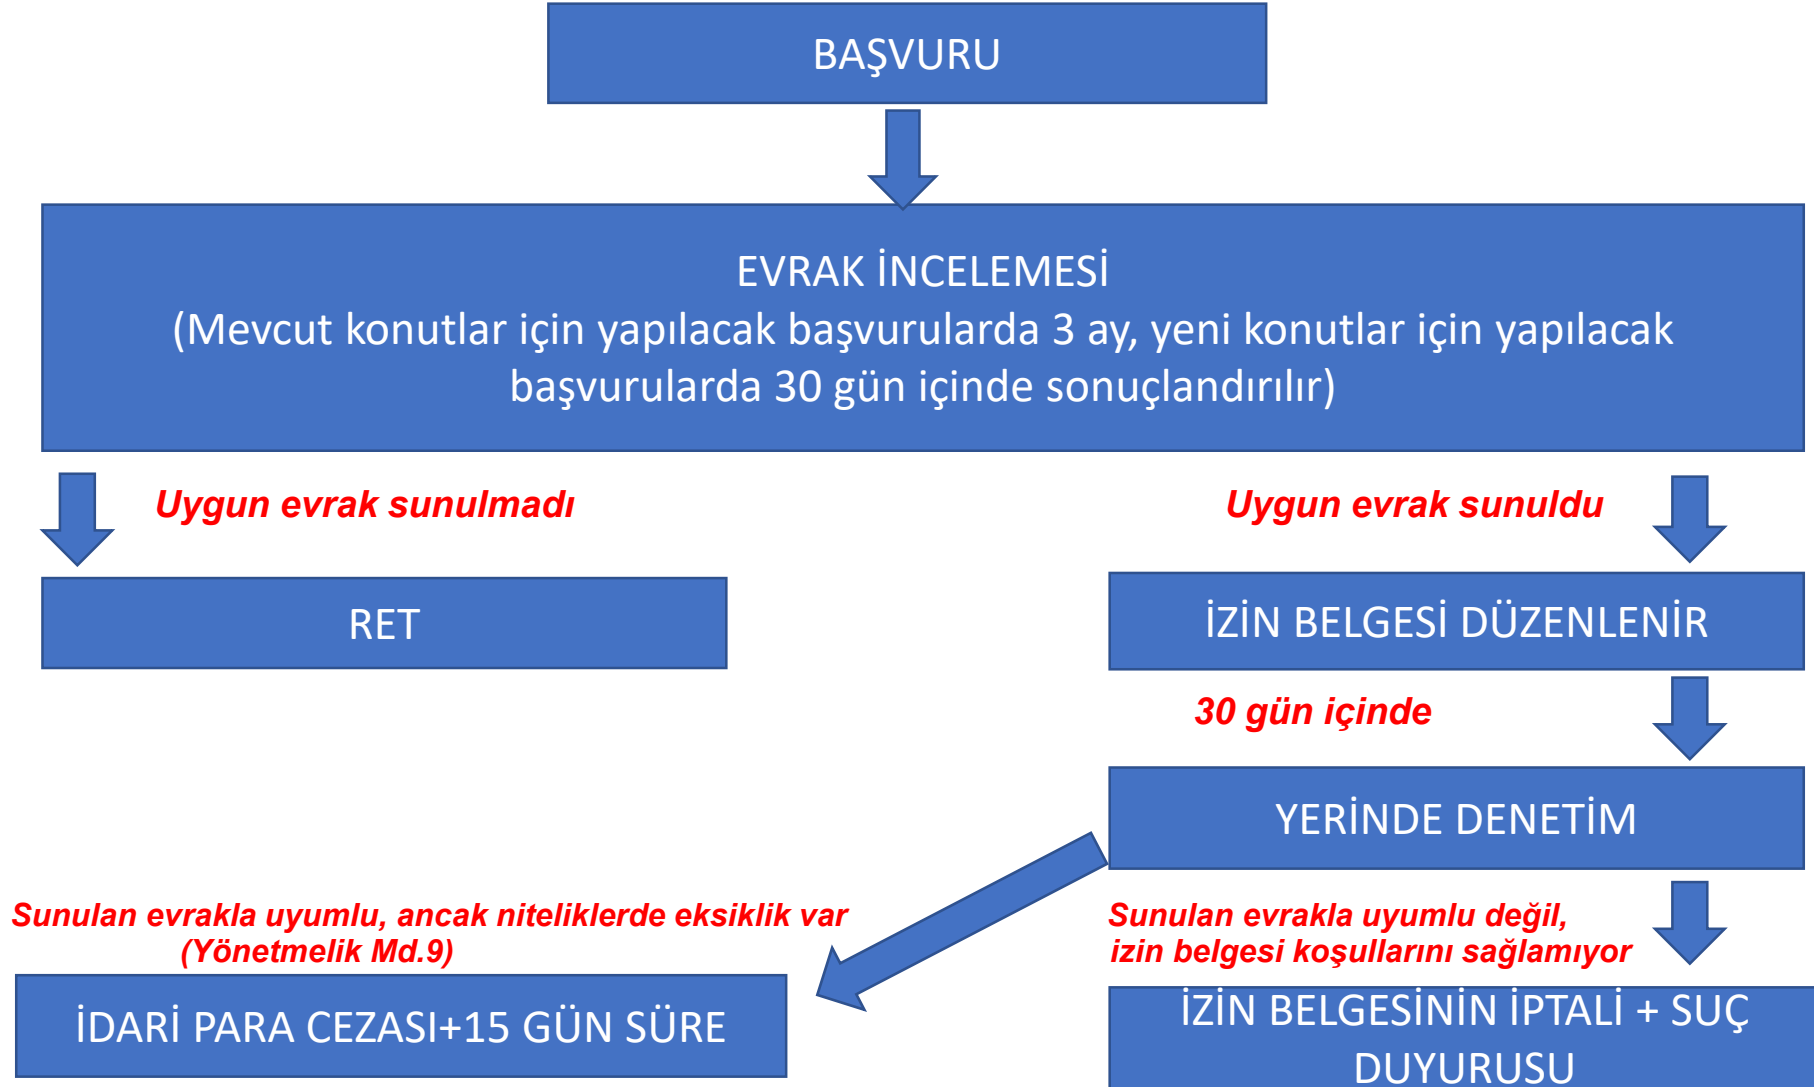 BAŞVURU
EVRAK İNCELEMESİ
(Mevcut konutlar için yapılacak başvurularda 3 ay, yeni konutlar için yapılacak
başvurularda 30 gün içinde sonuçlandırılır)
Uygun evrak sunulmadı
Uygun evrak sunuldu
RET
İZİN BELGESİ DÜZENLENİR
30 gün içinde
YERİNDE DENETİM
Sunulan evrakla uyumlu, ancak niteliklerde eksiklik var
(Yönetmelik Md.9)
Sunulan evrakla uyumlu değil,
izin belgesi koşullarını sağlamıyor
İDARİ PARA CEZASI+15 GÜN SÜRE
İZİN BELGESİNİN İPTALİ + SUÇ
DUYURUSU